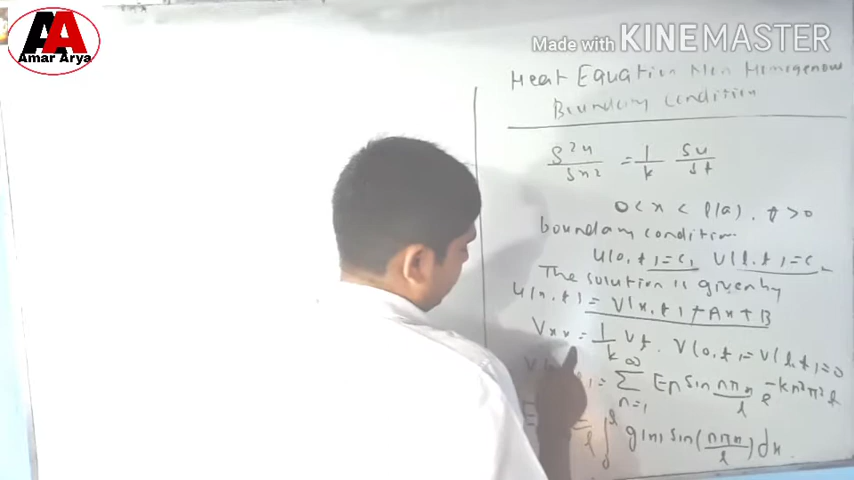 AA
Amar Arya
Made with KINEMASTER
Heat Equation Non Homogenous
Boundary condition
δ²u/δx² = 1/k δu/δt
0 < x < l(a), t > 0
boundary condition
u(0,t)=c₁ u(l,t)=c₂
The solution is given by
u(x,t) = v(x,t) + Ax + B
Vxx = 1/k Vt . V(0,t)=V(l,t)=0
= ∑ n=1 ∞ En sin nπx/l e^-kn²π²t
∫₀ˡ g(x) sin(nπx/l) dx